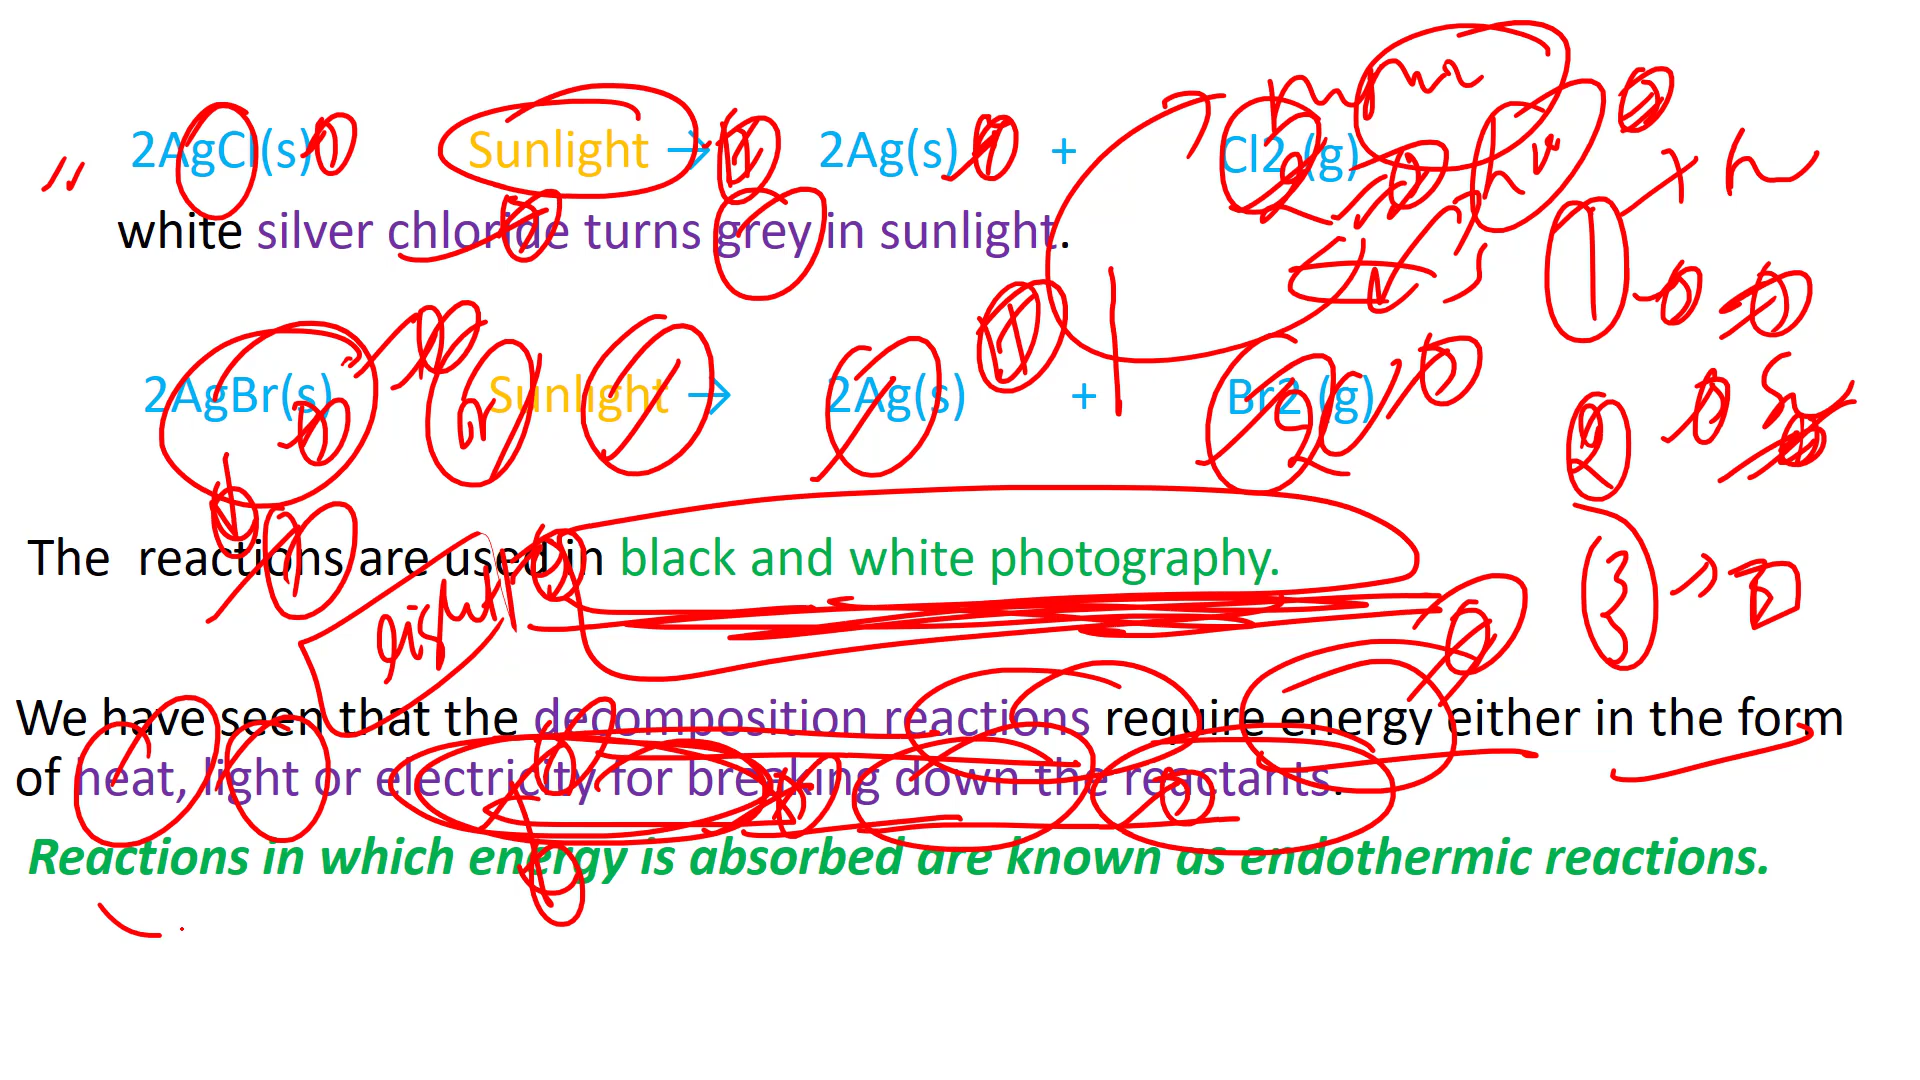 2AgCl(s) Sunlight → 2Ag(s) + Cl2 (g)
white silver chloride turns grey in sunlight.
2AgBr(s) Sunlight → 2Ag(s) + Br2 (g)
The reactions are used in black and white photography.
We have seen that the decomposition reactions require energy either in the form
of heat, light or electricity for breaking down the reactants.
Reactions in which energy is absorbed are known as endothermic reactions.